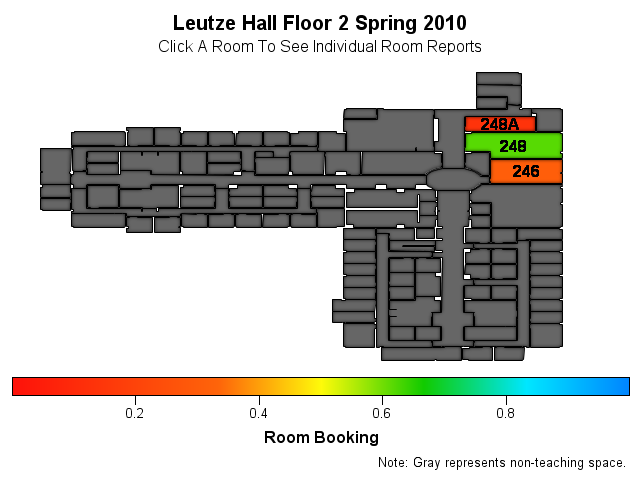 Leutze Hall Floor 2 Spring 2010
Click A Room To See Individual Room Reports
248A
248
246
0.2 0.4 0.6 0.8
Room Booking
Note: Gray represents non-teaching space.